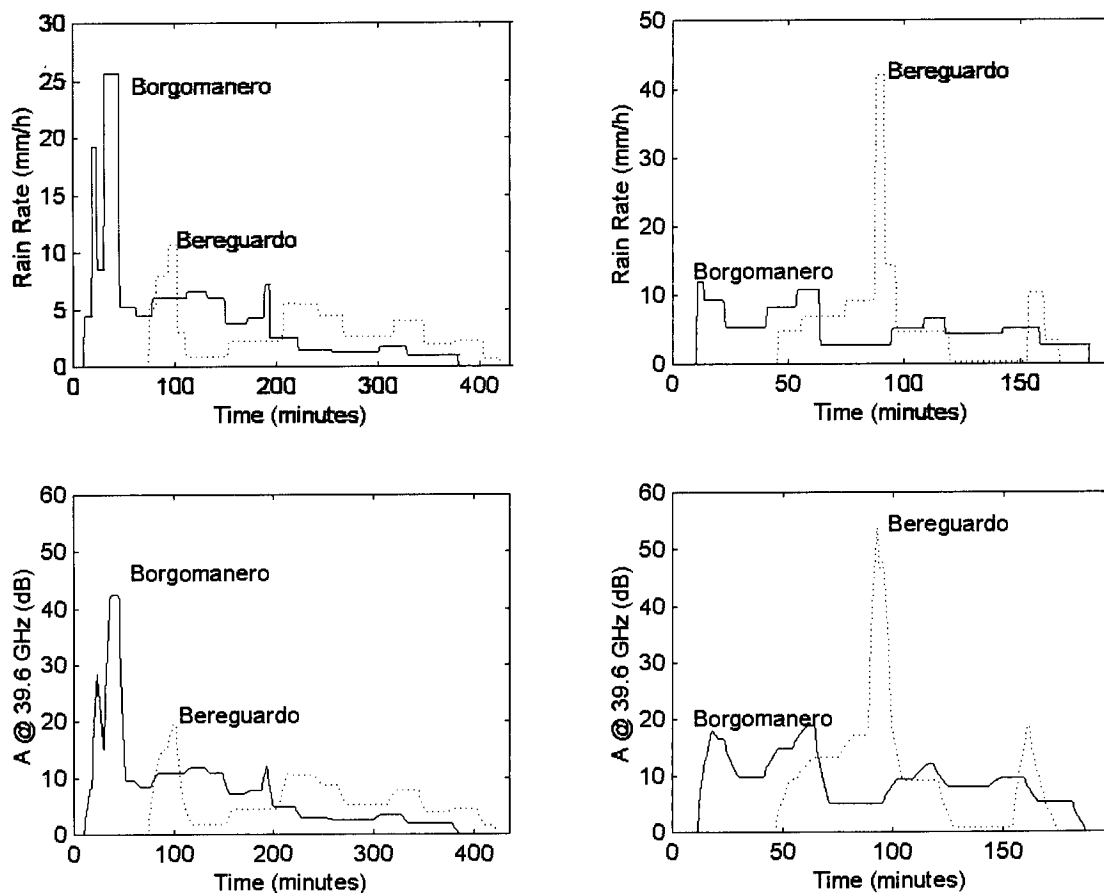 30
25
20
15
10
5
0
Rain Rate (mm/h)
Borgomanero
Bereguardo
0 100 200 300 400
Time (minutes)
50
40
30
20
10
0
Rain Rate (mm/h)
Bereguardo
Borgomanero
0 50 100 150
Time (minutes)
60
50
40
30
20
10
0
A @ 39.6 GHz (dB)
Borgomanero
Bereguardo
0 100 200 300 400
Time (minutes)
60
50
40
30
20
10
0
A @ 39.6 GHz (dB)
Bereguardo
Borgomanero
0 50 100 150
Time (minutes)